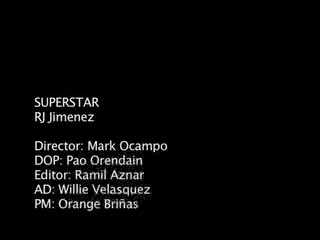 SUPERSTAR
RJ Jimenez
Director: Mark Ocampo
DOP: Pao Orendain
Editor: Ramil Aznar
AD: Willie Velasquez
PM: Orange Briñas